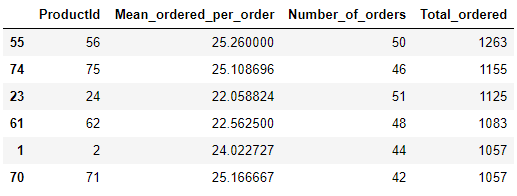 ProductId Mean_ordered_per_order Number_of_orders Total_ordered
55 56 25.260000 50 1263
74 75 25.108696 46 1155
23 24 22.058824 51 1125
61 62 22.562500 48 1083
1 2 24.022727 44 1057
70 71 25.166667 42 1057